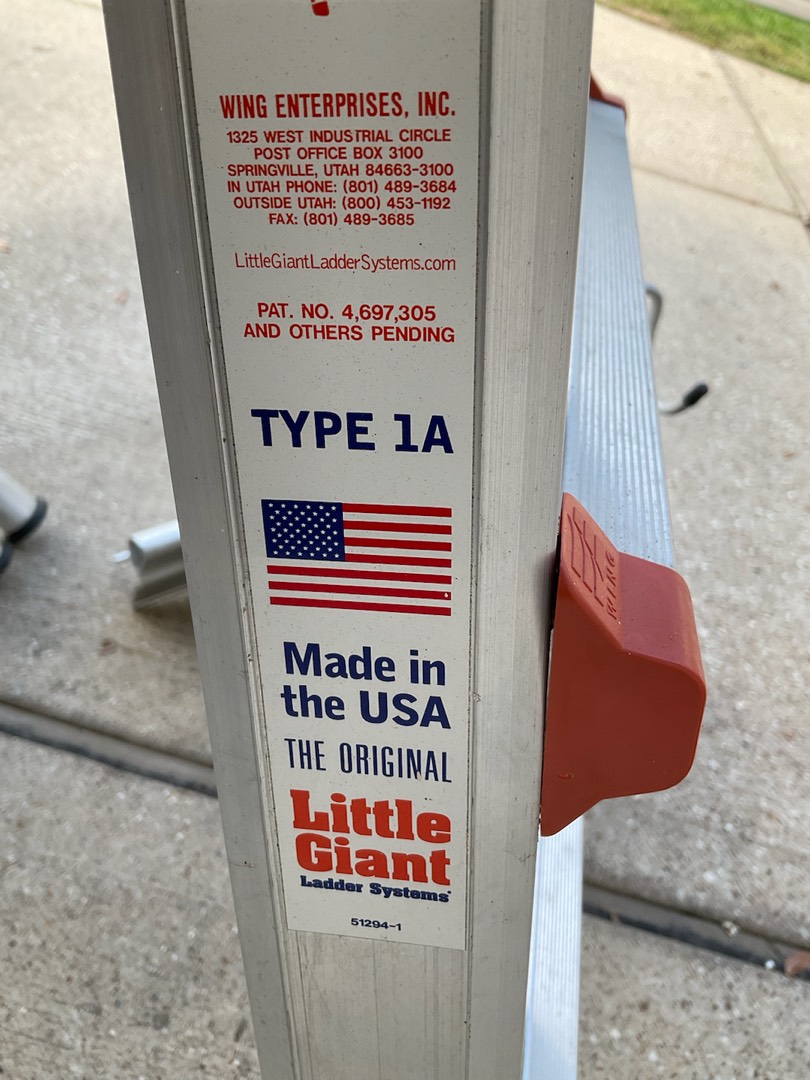 WING ENTERPRISES, INC.
1325 WEST INDUSTRIAL CIRCLE
POST OFFICE BOX 3100
SPRINGVILLE, UTAH 84663-3100
IN UTAH PHONE: (801) 489-3684
OUTSIDE UTAH: (800) 453-1192
FAX: (801) 489-3685
LittleGiantLadderSystems.com
PAT. NO. 4,697,305
AND OTHERS PENDING
TYPE 1A
Made in
the USA
THE ORIGINAL
Little
Giant
Ladder Systems
51294-1